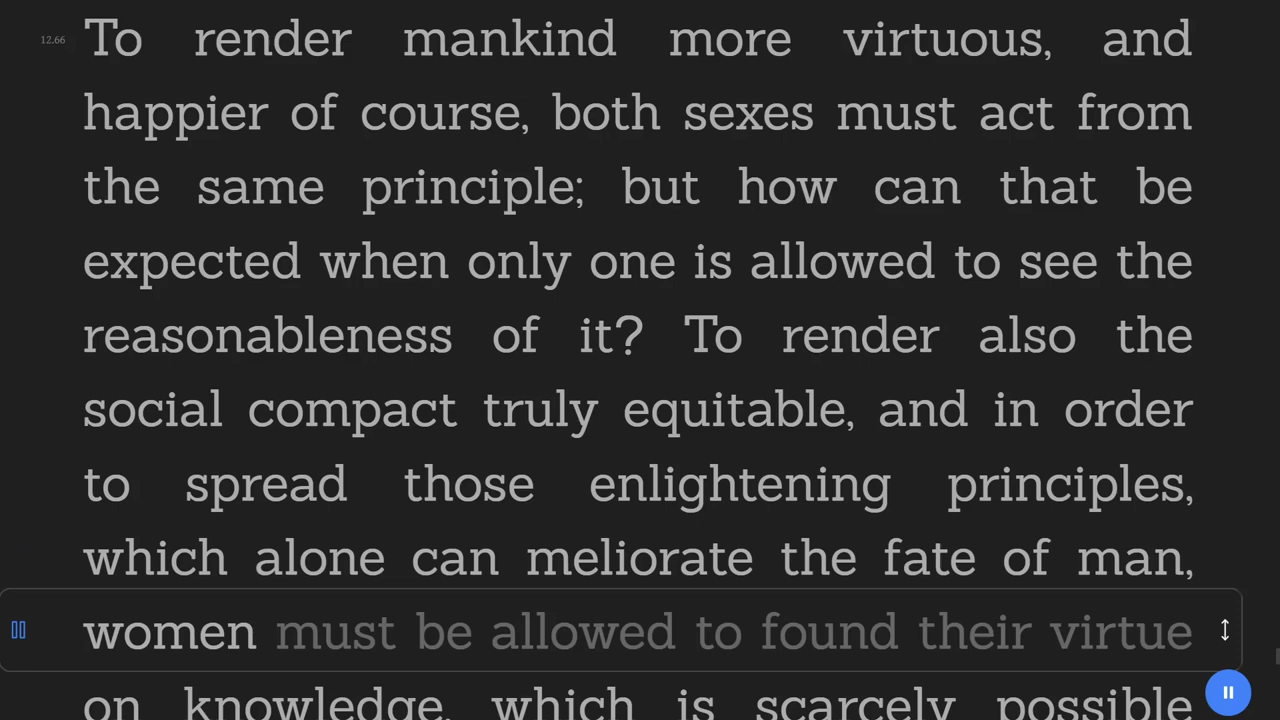 12.66
To render mankind more virtuous, and
happier of course, both sexes must act from
the same principle; but how can that be
expected when only one is allowed to see the
reasonableness of it? To render also the
social compact truly equitable, and in order
to spread those enlightening principles,
which alone can meliorate the fate of man,
women must be allowed to found their virtue
on knowledge, which is scarcely possible